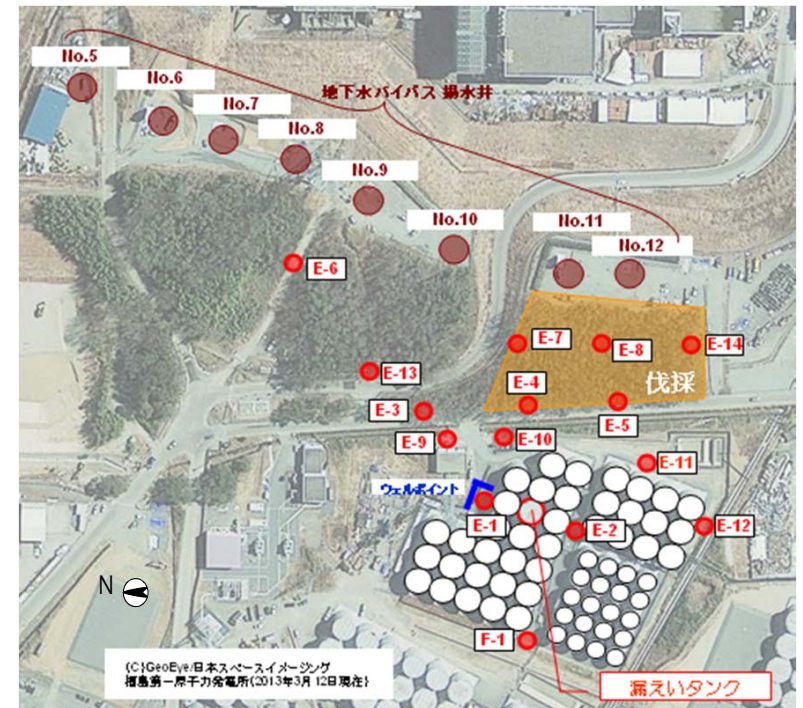 No.5
No.6
No.7
No.8
地下水バイパス 揚水井
No.9
No.10
No.11
No.12
E-6
E-7
E-8
E-14
E-13
伐採
E-4
E-3
E-5
E-9
E-10
E-11
ウェルポイント
E-1
E-2
E-12
N
F-1
(C)GeoEye/日本スペースイメージング
福島第一原子力発電所(2013年3月12日現在)
漏えいタンク